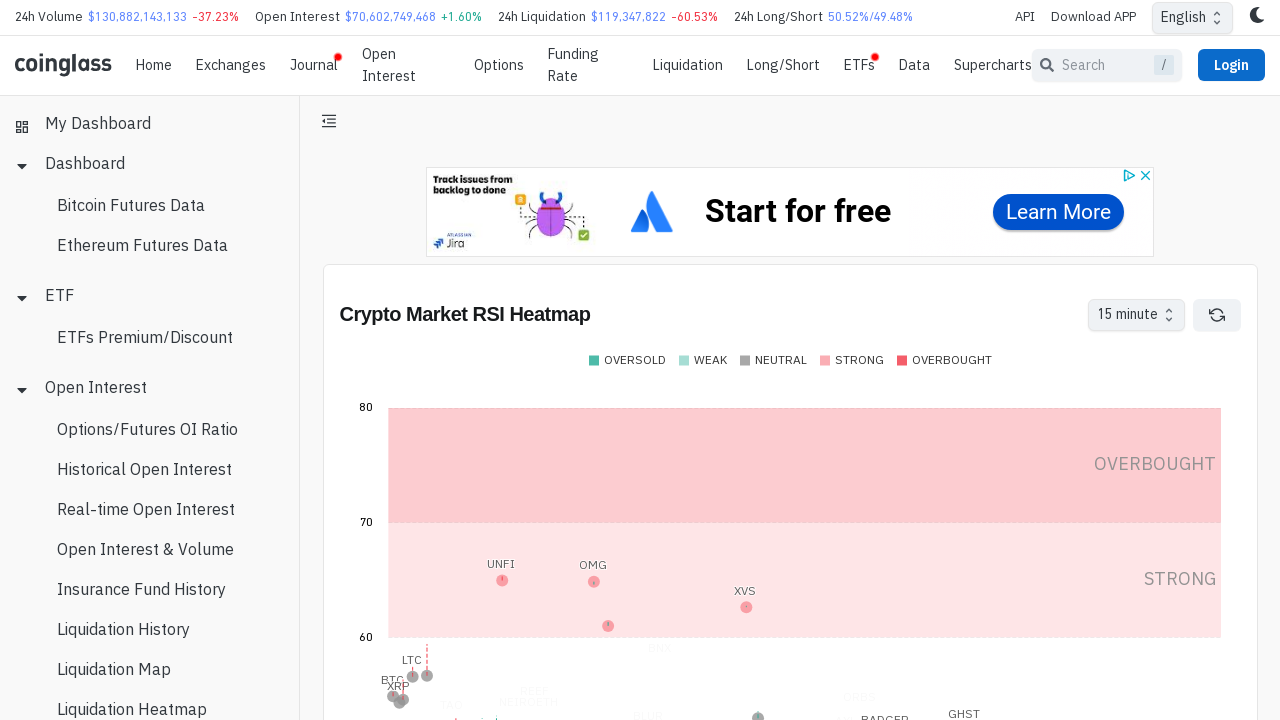 24h Volume $130,882,143,133 -37.23% Open Interest $70,602,749,468 +1.60% 24h Liquidation $119,347,822 -60.53% 24h Long/Short 50.52%/49.48% API Download APP English
coinglass Home Exchanges Journal Open Interest Options Funding Rate Liquidation Long/Short ETFs Data Supercharts Search / Login
My Dashboard
Dashboard
Bitcoin Futures Data
Ethereum Futures Data
ETF
ETFs Premium/Discount
Open Interest
Options/Futures OI Ratio
Historical Open Interest
Real-time Open Interest
Open Interest & Volume
Insurance Fund History
Liquidation History
Liquidation Map
Liquidation Heatmap
Track issues from
backlog to done
ATLASSIAN
Jira
Start for free
Learn More
Crypto Market RSI Heatmap
15 minute
OVERSOLD WEAK NEUTRAL STRONG OVERBOUGHT
80
OVERBOUGHT
70
UNFI OMG
STRONG
XVS
60
LTC
BTC
XRP
BADGER GHST